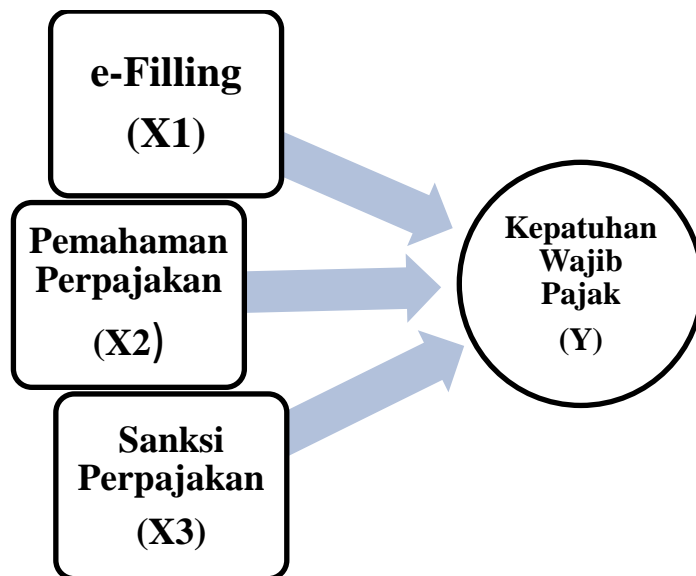 e-Filling
(X1)
Pemahaman
Perpajakan
(X2)
Sanksi
Perpajakan
(X3)
Kepatuhan
Wajib
Pajak
(Y)